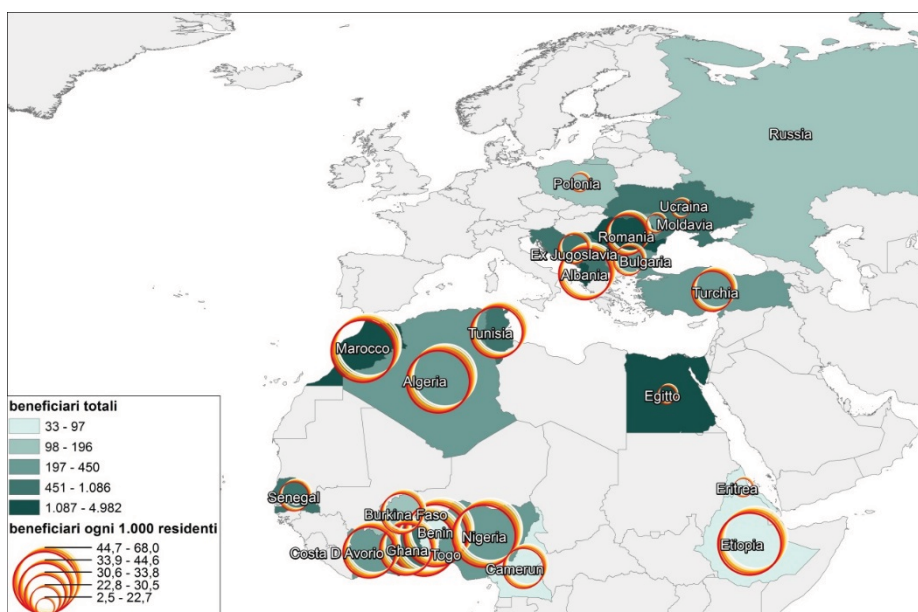 Russia
Polonia
Ucraina
Moldavia
Romania
Ex Jugoslavia
Bulgaria
Albania
Turchia
Tunisia
Marocco
Algeria
Egitto
Senegal
Eritrea
Burkina Faso
Benin
Nigeria
Costa D Avorio
Ghana
Togo
Camerun
Etiopia
beneficiari totali
33 - 97
98 - 196
197 - 450
451 - 1.086
1.087 - 4.982
beneficiari ogni 1.000 residenti
44,7 - 68,0
33,9 - 44,6
30,6 - 33,8
22,8 - 30,5
2,5 - 22,7